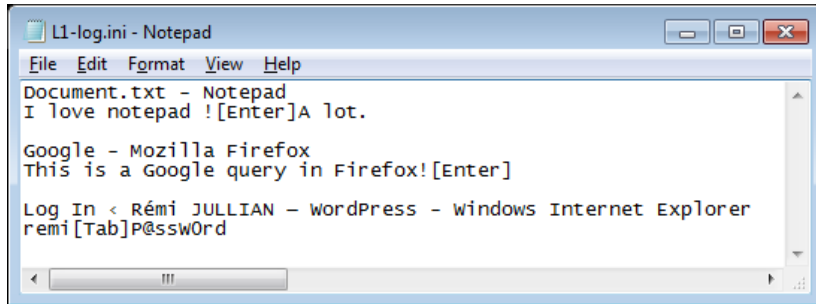 L1-log.ini - Notepad
File Edit Format View Help
Document.txt - Notepad
I love notepad ![Enter]A lot.
Google - Mozilla Firefox
This is a Google query in Firefox![Enter]
Log In < Rémi JULLIAN — WordPress - Windows Internet Explorer
remi[Tab]P@ssW0rd